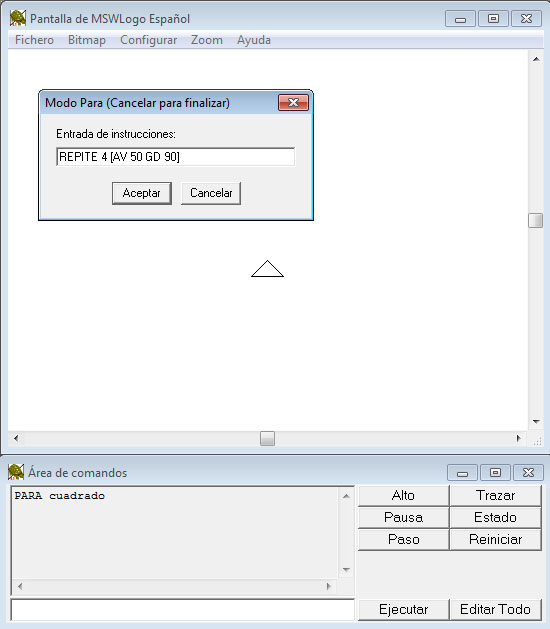 Pantalla de MSWLogo Español
Fichero Bitmap Configurar Zoom Ayuda
Modo Para (Cancelar para finalizar)
Entrada de instrucciones:
REPITE 4 [AV 50 GD 90]
Aceptar Cancelar
Área de comandos
PARA cuadrado
Alto Trazar
Pausa Estado
Paso Reiniciar
Ejecutar Editar Todo